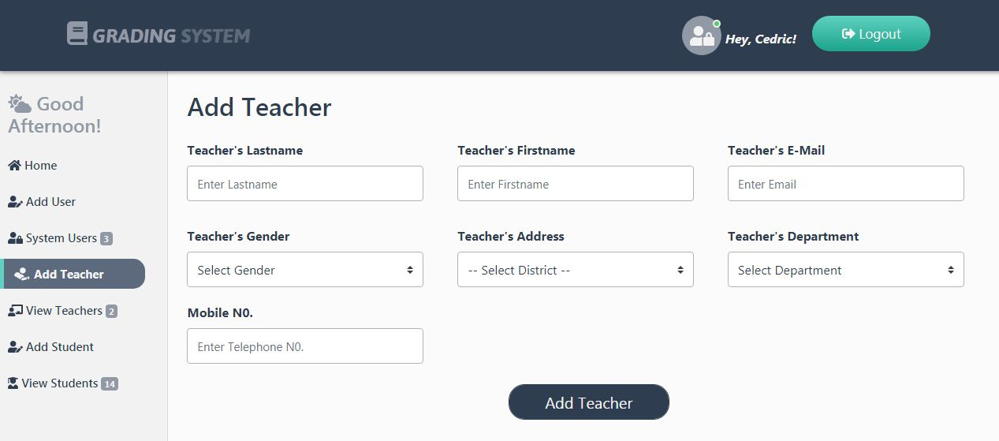 GRADING SYSTEM
Hey, Cedric!
Logout
Good
Afternoon!
Home
Add User
System Users 3
Add Teacher
View Teachers 2
Add Student
View Students 14
Add Teacher
Teacher's Lastname
Teacher's Firstname
Teacher's E-Mail
Enter Lastname
Enter Firstname
Enter Email
Teacher's Gender
Teacher's Address
Teacher's Department
Select Gender
-- Select District --
Select Department
Mobile N0.
Enter Telephone N0.
Add Teacher